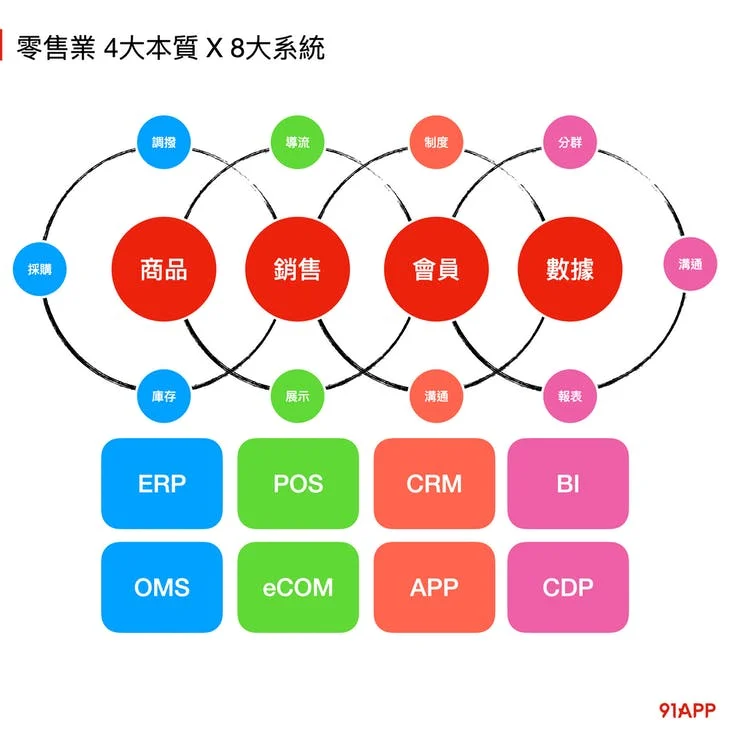 零售業 4大本質 X 8大系統
調撥
導流
制度
分群
採購
商品
銷售
會員
數據
溝通
庫存
展示
溝通
報表
ERP
POS
CRM
BI
OMS
eCOM
APP
CDP
91APP